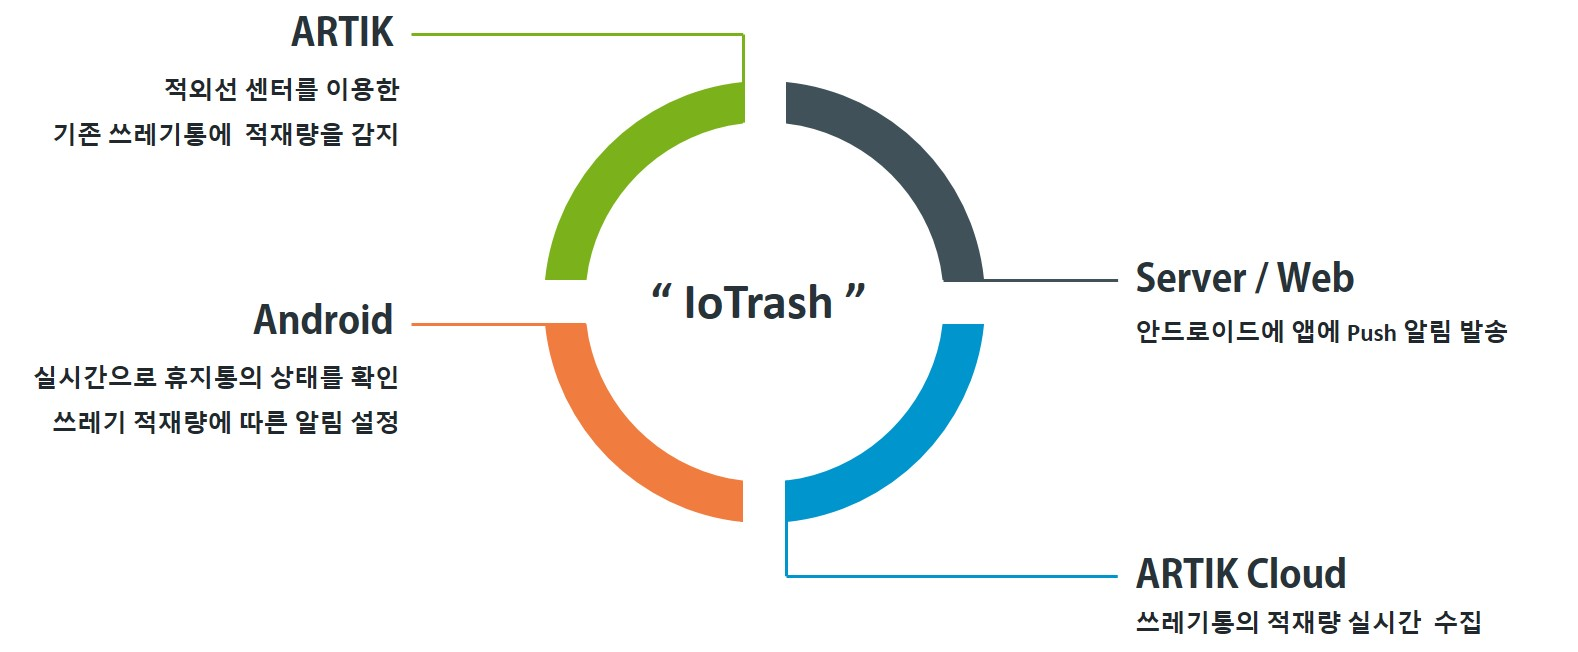 ARTIK
적외선 센터를 이용한
기존 쓰레기통에 적재량을 감지
Android
실시간으로 휴지통의 상태를 확인
쓰레기 적재량에 따른 알림 설정
“ IoTrash ”
Server / Web
안드로이드에 앱에 Push 알림 발송
ARTIK Cloud
쓰레기통의 적재량 실시간 수집